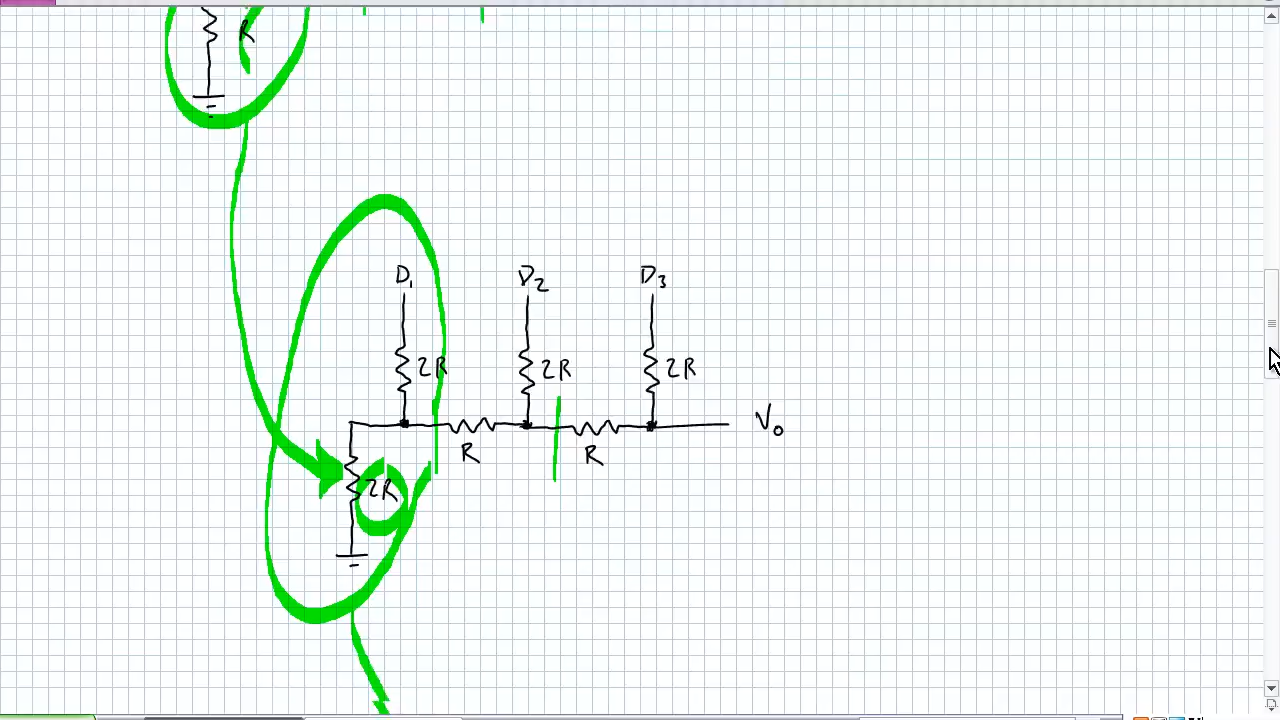 R
D₁ D₂ D₃
2R 2R 2R
V₀
R R
2R